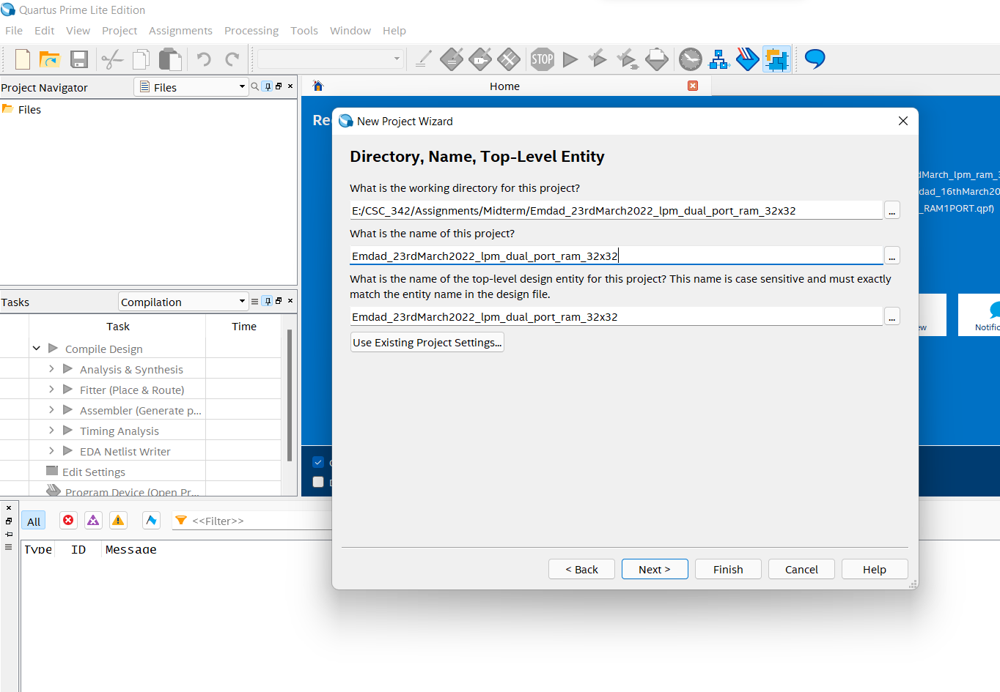 Quartus Prime Lite Edition
File Edit View Project Assignments Processing Tools Window Help
STOP
Project Navigator
Files
Files
Home
New Project Wizard
Directory, Name, Top-Level Entity
What is the working directory for this project?
E:/CSC_342/Assignments/Midterm/Emdad_23rdMarch2022_lpm_dual_port_ram_32x32
...
What is the name of this project?
Emdad_23rdMarch2022_lpm_dual_port_ram_32x32
...
What is the name of the top-level design entity for this project? This name is case sensitive and must exactly
match the entity name in the design file.
Emdad_23rdMarch2022_lpm_dual_port_ram_32x32
...
Use Existing Project Settings...
< Back Next > Finish Cancel Help
_RAM1PORT.qpf)
Tasks
Compilation
Task Time
Compile Design
Analysis & Synthesis
Fitter (Place & Route)
Assembler (Generate p...
Timing Analysis
EDA Netlist Writer
Edit Settings
Program Device (Open Pr...
All
<<Filter>>
Type ID Message